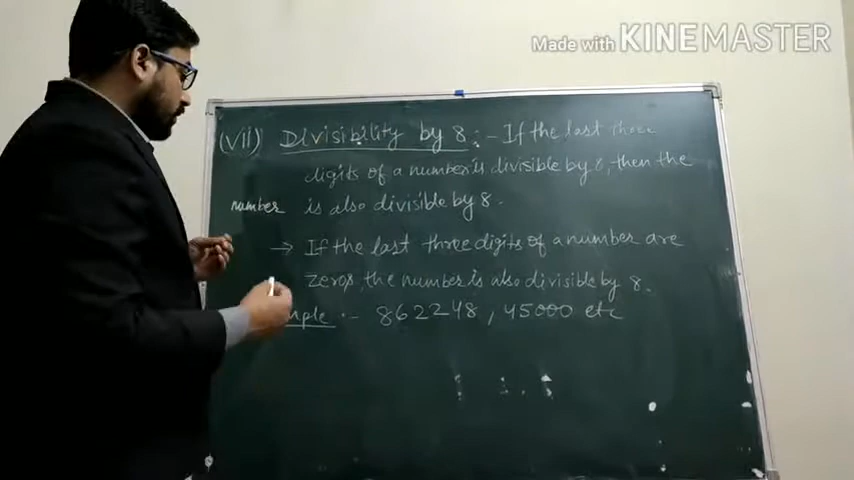 Made with KINEMASTER
(vii) Divisibility by 8 :- If the last three
digits of a number is divisible by 8, then the
number is also divisible by 8.
→ If the last three digits of a number are
zeros, the number is also divisible by 8.
mple :- 862248, 45000 etc